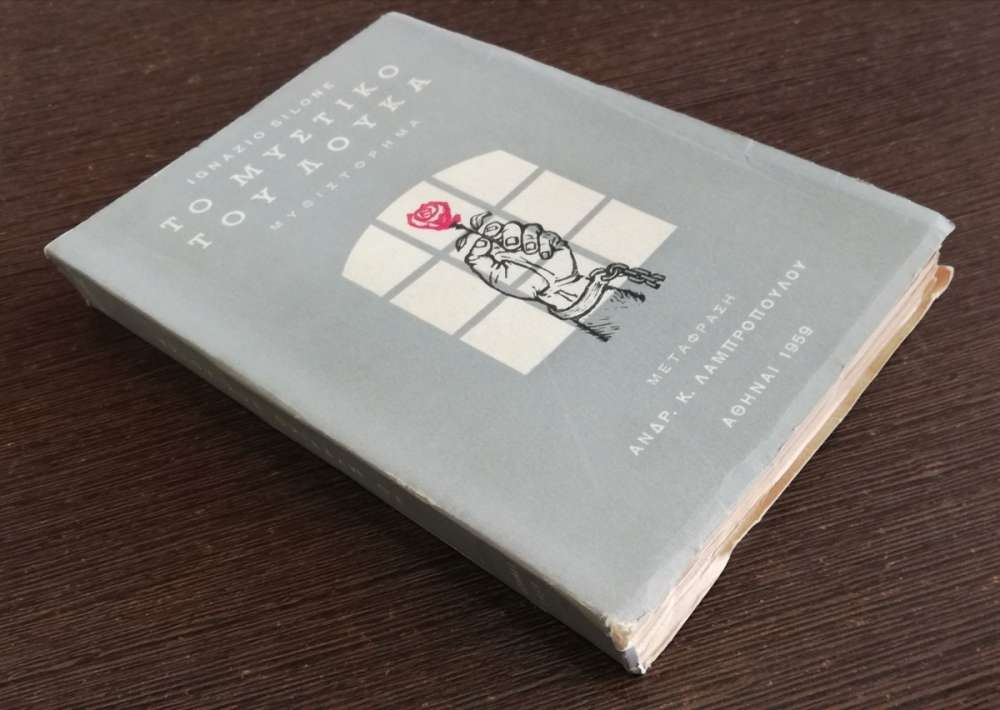 IGNAZIO SILONE
ΤΟ ΜΥΣΤΙΚΟ
ΤΟΥ ΛΟΥΚΑ
ΜΥΘΙΣΤΟΡΗΜΑ
ΜΕΤΑΦΡΑΣΗ
ΑΝΔΡ. Κ. ΛΑΜΠΡΟΠΟΥΛΟΥ
ΑΘΗΝΑΙ 1959